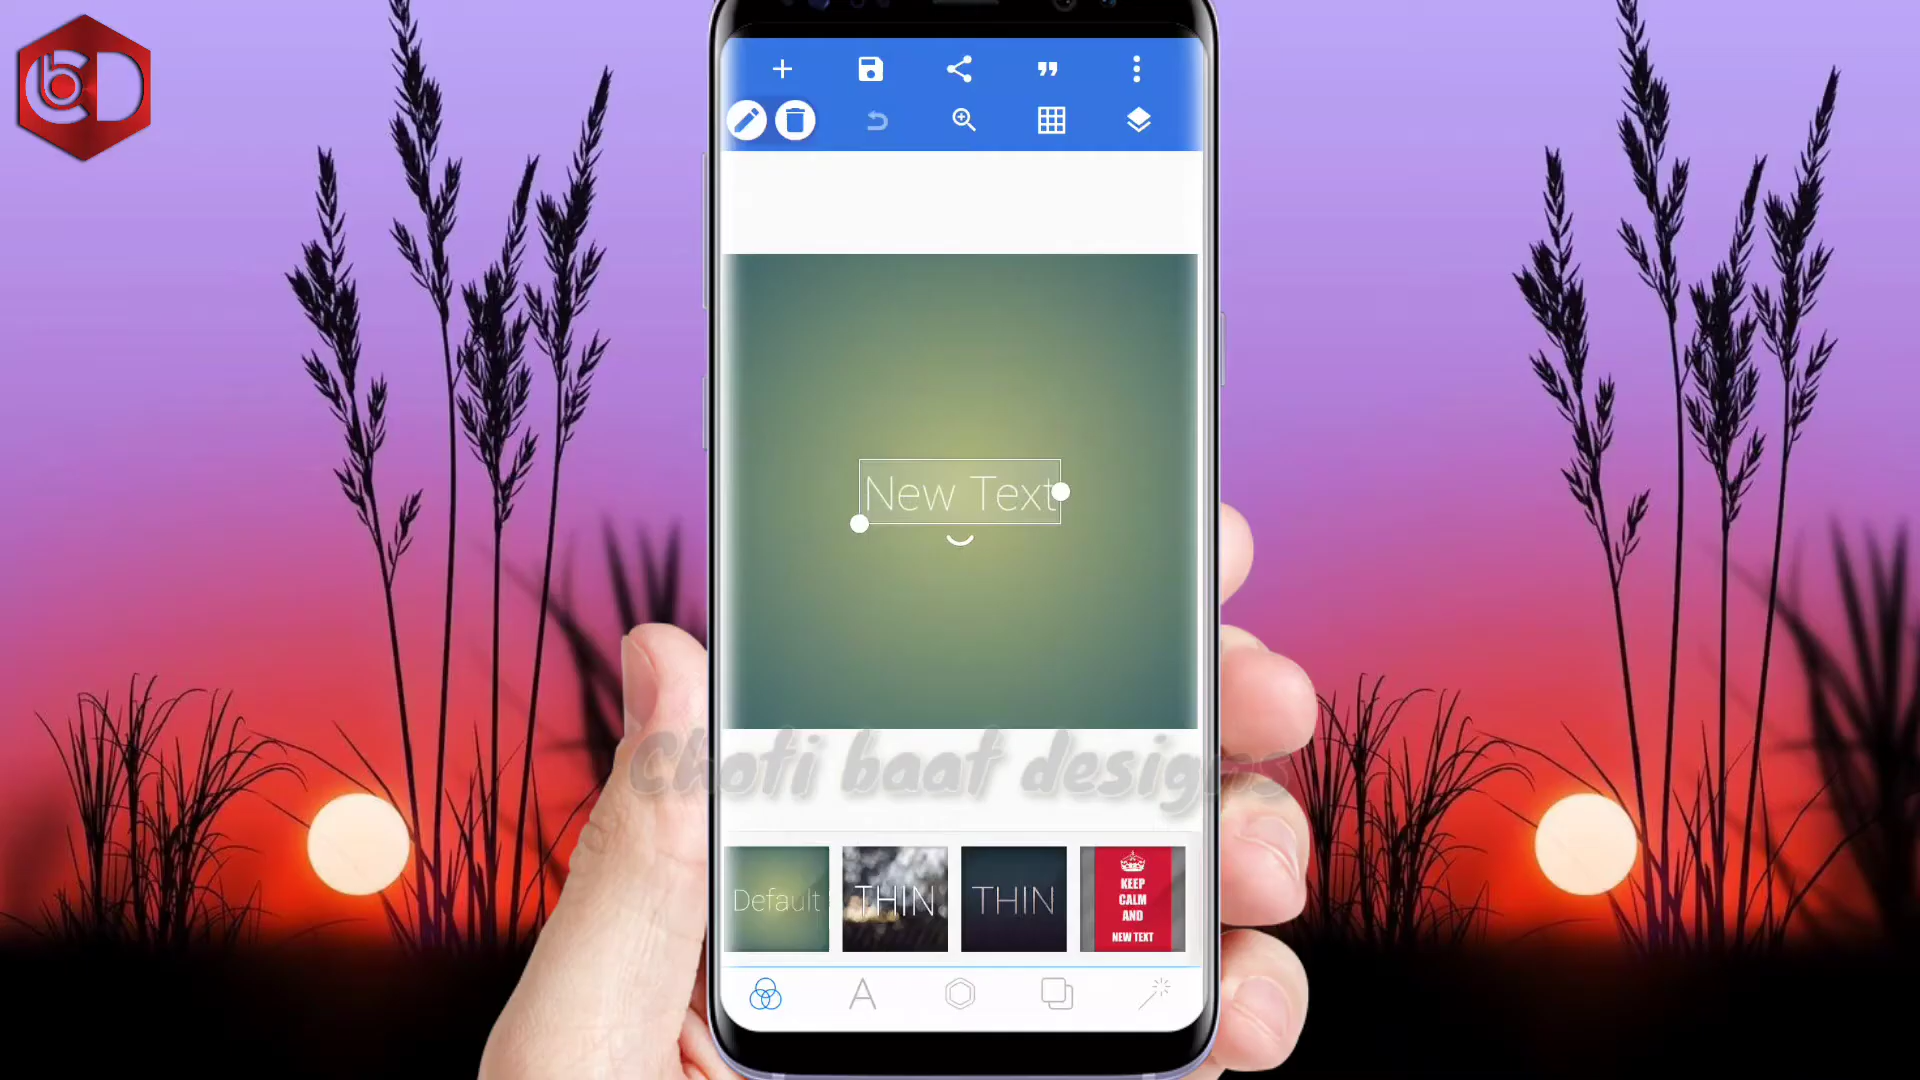 New Text
Choti baat designs
Default
THIN
THIN
KEEP
CALM
AND
NEW TEXT
A